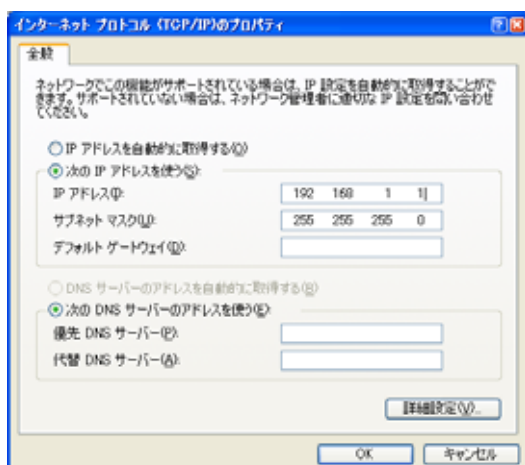 インターネット プロトコル (TCP/IP)のプロパティ
全般
ネットワークでこの機能がサポートされている場合は、IP 設定を自動的に取得することがで
きます。サポートされていない場合は、ネットワーク管理者に適切な IP 設定を問い合わせ
てください。
IP アドレスを自動的に取得する(O)
次の IP アドレスを使う(S):
IP アドレス(I): 192 168 1 1
サブネット マスク(U): 255 255 255 0
デフォルト ゲートウェイ(D):
DNS サーバーのアドレスを自動的に取得する(B)
次の DNS サーバーのアドレスを使う(E):
優先 DNS サーバー(P):
代替 DNS サーバー(A):
詳細設定(V)...
OK キャンセル